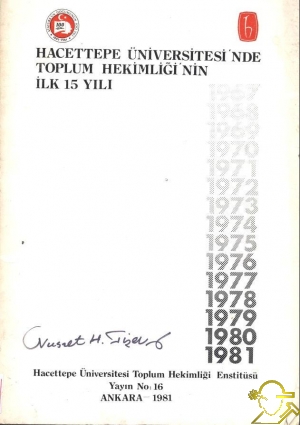 HACETTEPE ÜNİVERSİTESİ'NDE
TOPLUM HEKİMLİĞİ'NİN
İLK 15 YILI
1967
1968
1969
1970
1971
1972
1973
1974
1975
1976
1977
1978
1979
1980
1981
Nusret H. Fişek
Hacettepe Üniversitesi Toplum Hekimliği Enstitüsü
Yayın No: 16
ANKARA — 1981